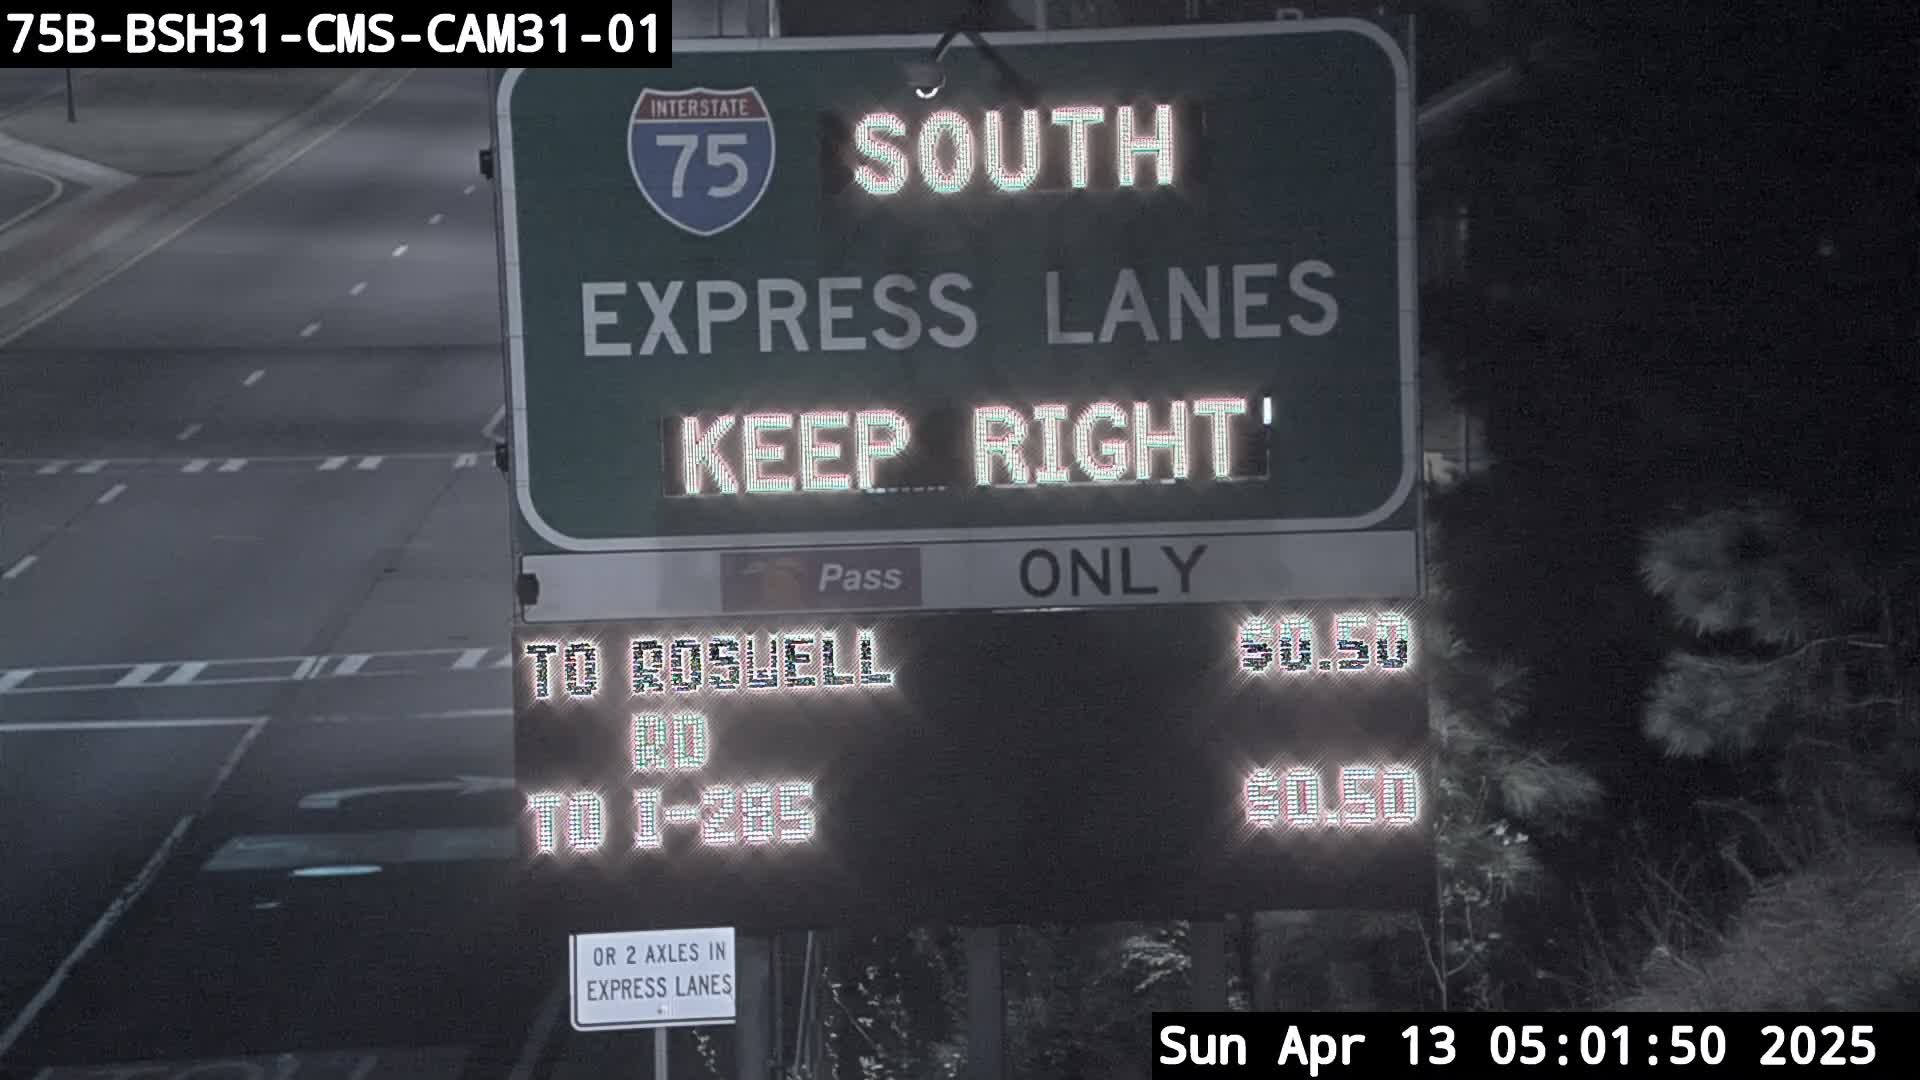 75B-BSH31-CMS-CAM31-01
INTERSTATE
75
SOUTH
EXPRESS LANES
KEEP RIGHT
Pass ONLY
TO ROSWELL $0.50
RD
TO I-285 $0.50
OR 2 AXLES IN
EXPRESS LANES
Sun Apr 13 05:01:50 2025